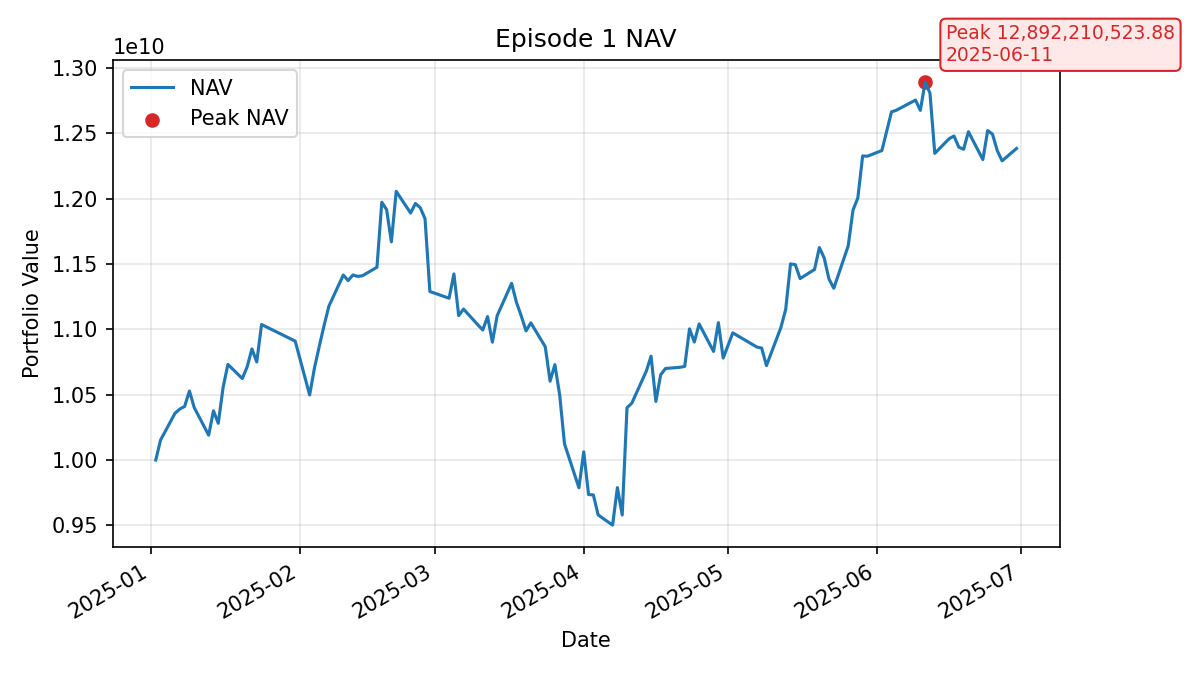 Episode 1 NAV
Peak 12,892,210,523.88
2025-06-11
1e10
NAV
Peak NAV
Portfolio Value
1.30
1.25
1.20
1.15
1.10
1.05
1.00
0.95
2025-01
2025-02
2025-03
2025-04
2025-05
2025-06
2025-07
Date